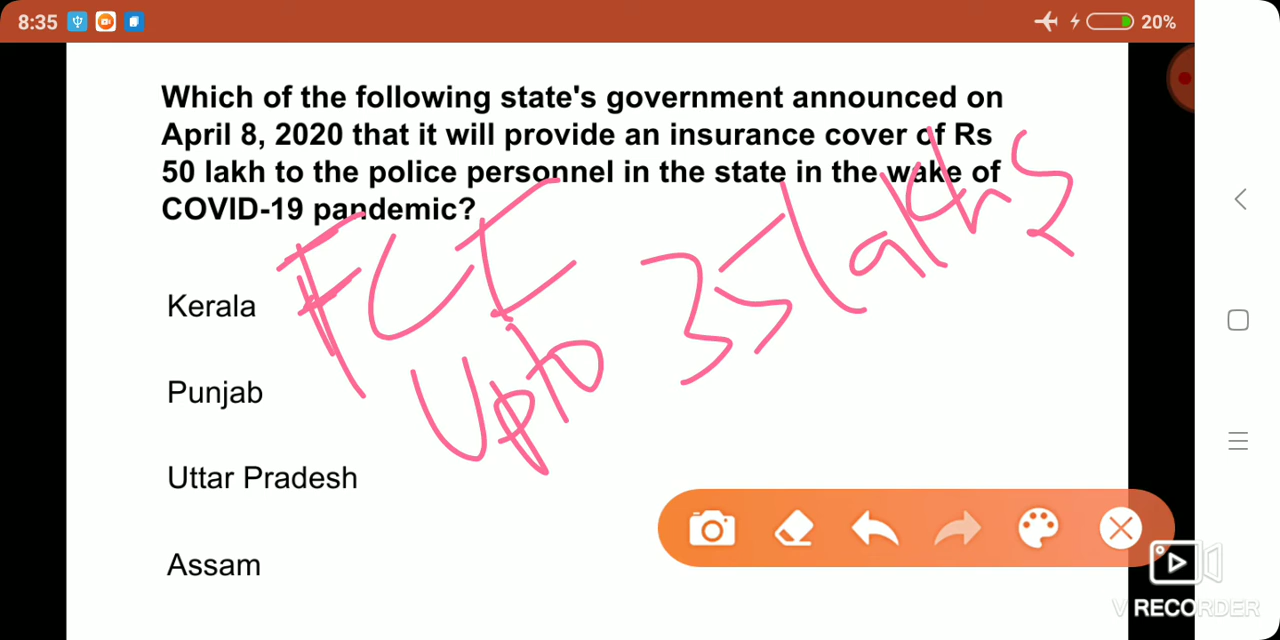 8:35
20%
Which of the following state's government announced on
April 8, 2020 that it will provide an insurance cover of Rs
50 lakh to the police personnel in the state in the wake of
COVID-19 pandemic?
FCI
Upto 35 lakhs
Kerala
Punjab
Uttar Pradesh
Assam
V RECORDER